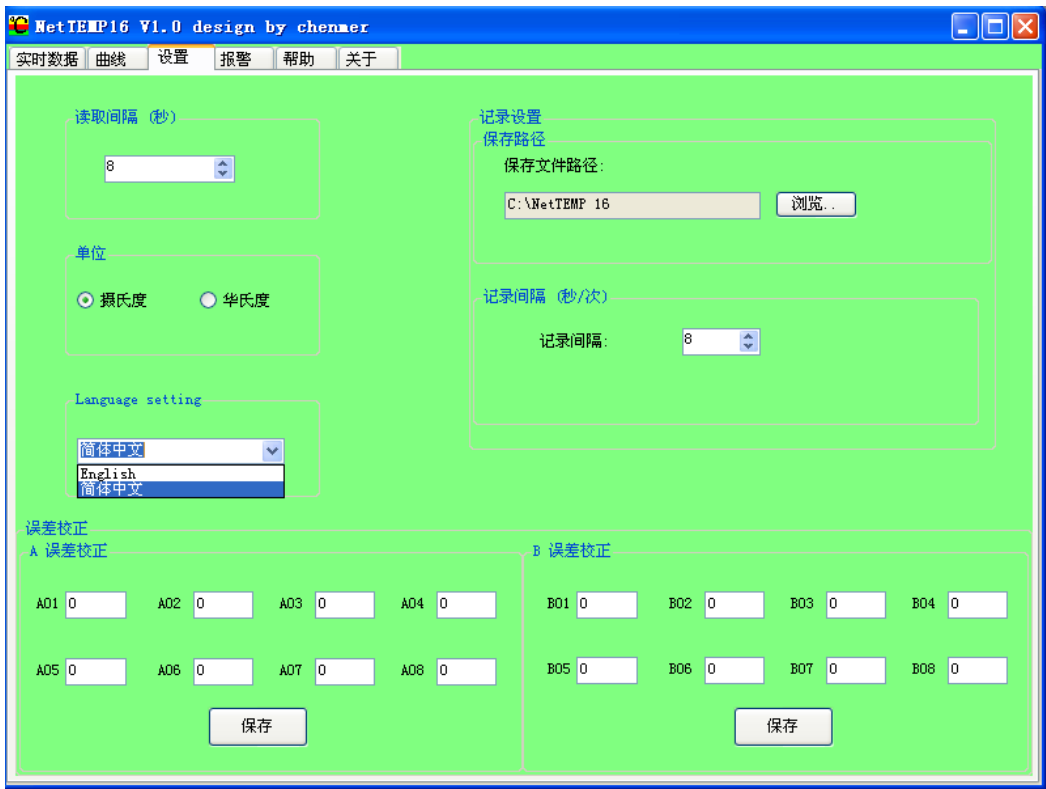 NetTEMP16 V1.0 design by chenmer
实时数据 曲线 设置 报警 帮助 关于
读取间隔 (秒)
8
单位
摄氏度 华氏度
Language setting
简体中文
English
简体中文
记录设置
保存路径
保存文件路径:
C:\NetTEMP 16 浏览..
记录间隔 (秒/次)
记录间隔: 8
误差校正
A 误差校正
A01 0 A02 0 A03 0 A04 0
A05 0 A06 0 A07 0 A08 0
保存
B 误差校正
B01 0 B02 0 B03 0 B04 0
B05 0 B06 0 B07 0 B08 0
保存